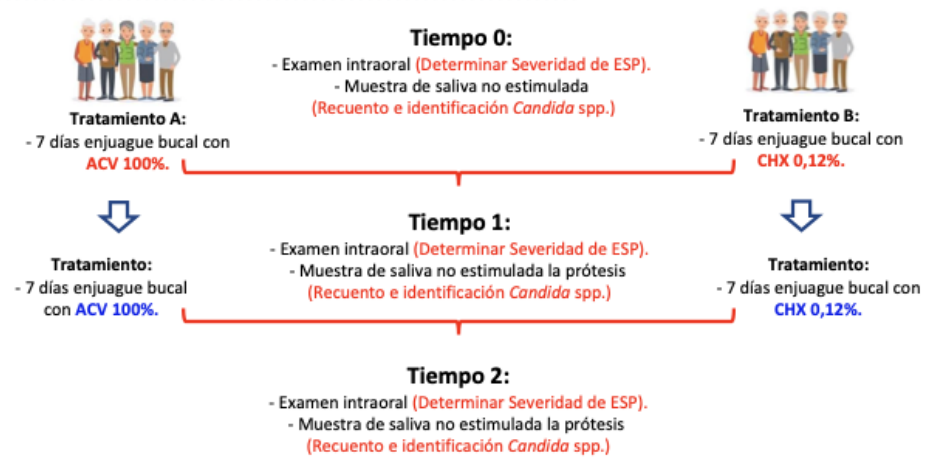 Tiempo 0:
- Examen intraoral (Determinar Severidad de ESP).
- Muestra de saliva no estimulada
(Recuento e identificación Candida spp.)
Tratamiento A:
- 7 días enjuague bucal con
ACV 100%.
Tratamiento B:
- 7 días enjuague bucal con
CHX 0,12%.
Tiempo 1:
- Examen intraoral (Determinar Severidad de ESP).
- Muestra de saliva no estimulada la prótesis
(Recuento e identificación Candida spp.)
Tratamiento:
- 7 días enjuague bucal
con ACV 100%.
Tratamiento:
- 7 días enjuague bucal con
CHX 0,12%.
Tiempo 2:
- Examen intraoral (Determinar Severidad de ESP).
- Muestra de saliva no estimulada la prótesis
(Recuento e identificación Candida spp.)